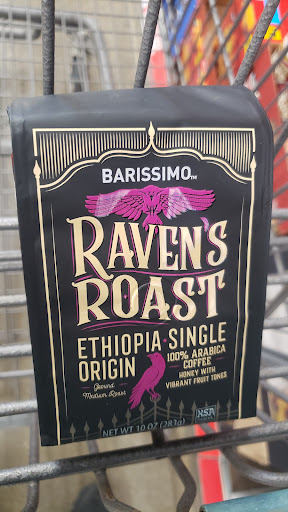 BARISSIMO™
RAVEN'S
ROAST
ETHIOPIA • SINGLE
ORIGIN
100% ARABICA
COFFEE
HONEY WITH
VIBRANT FRUIT TONES
Ground
Medium Roast
NET WT 10 OZ (283g)